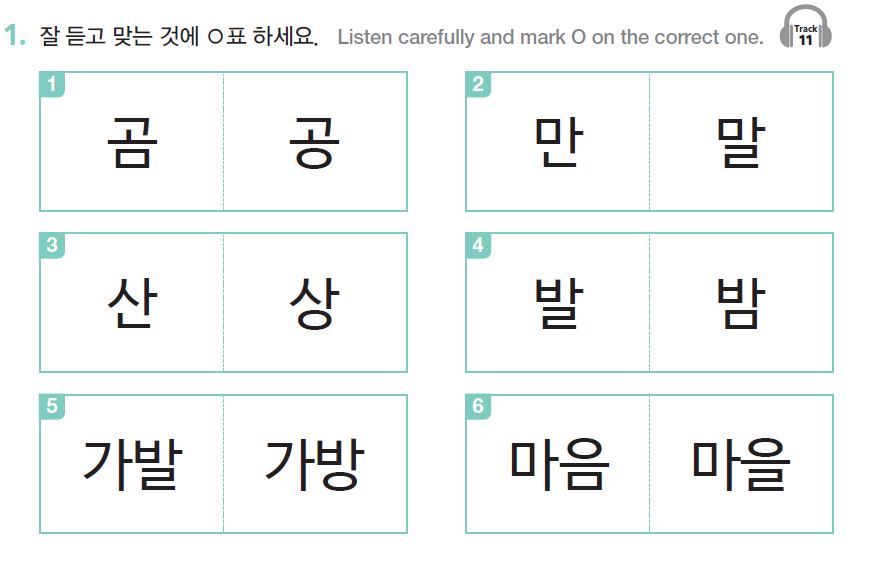 1. 잘 듣고 맞는 것에 ○표 하세요. Listen carefully and mark O on the correct one. Track 11
1 2
곰 공 만 말
3 4
산 상 발 밤
5 6
가발 가방 마음 마을